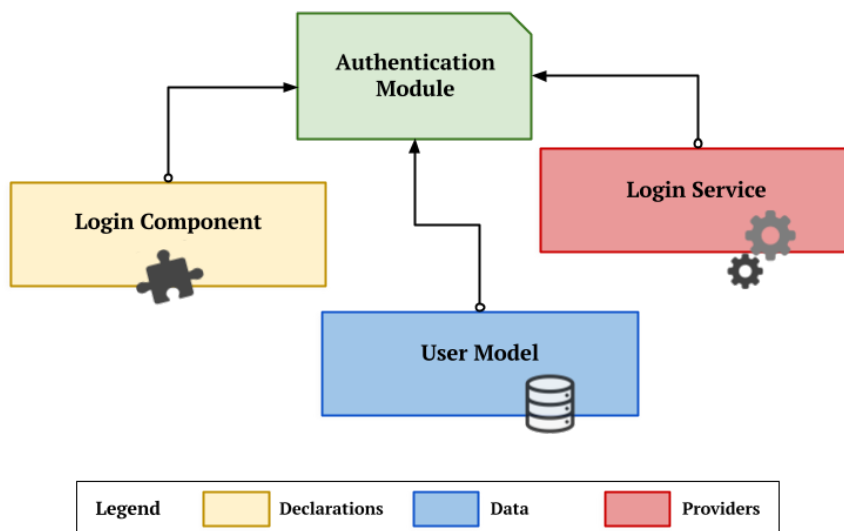 Authentication
Module
Login Component
Login Service
User Model
Legend
Declarations
Data
Providers